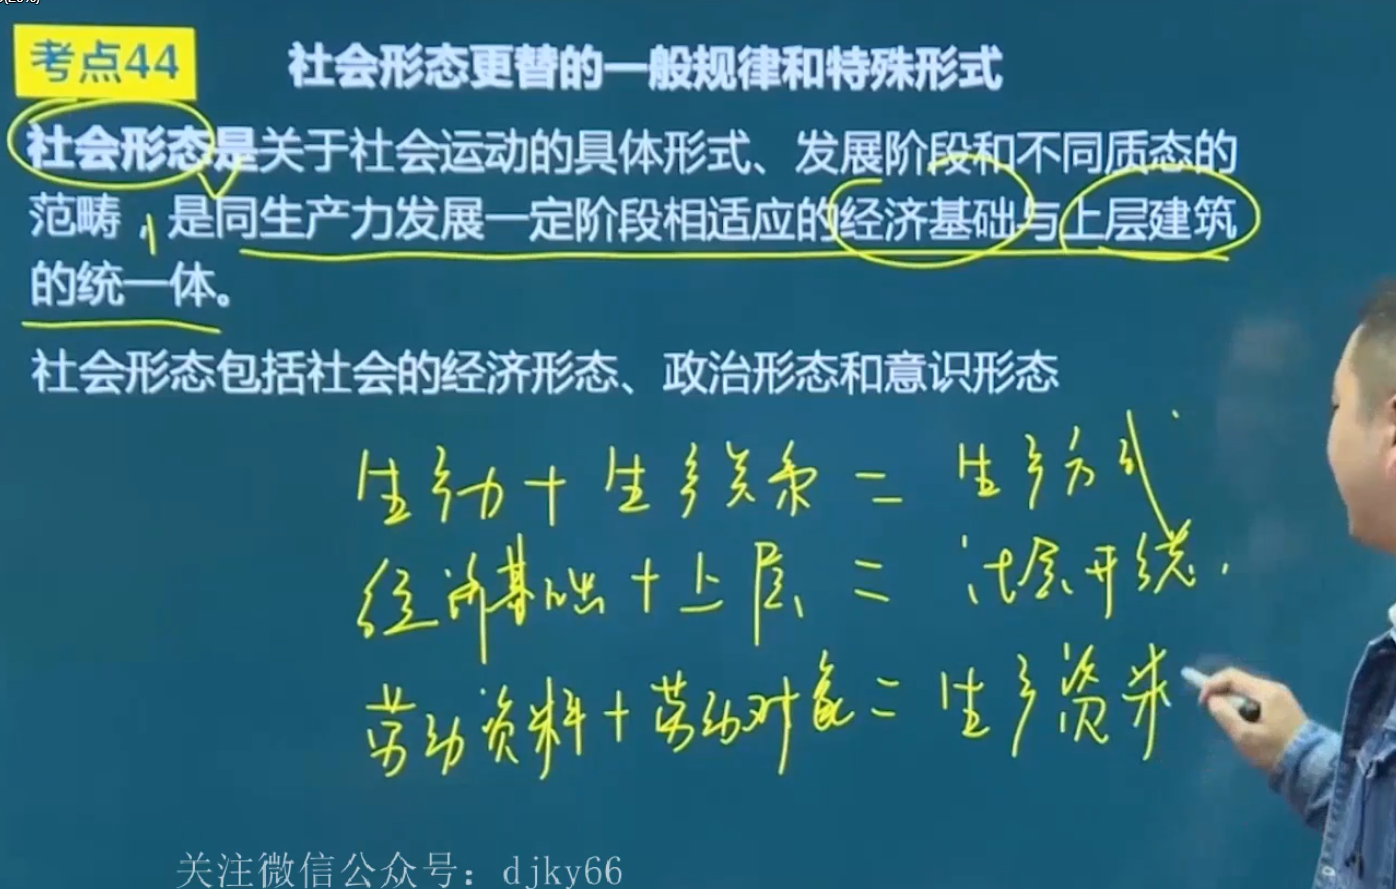 考点44 社会形态更替的一般规律和特殊形式
社会形态是关于社会运动的具体形式、发展阶段和不同质态的
范畴，是同生产力发展一定阶段相适应的经济基础与上层建筑
的统一体。
社会形态包括社会的经济形态、政治形态和意识形态
生产力+生产关系=生产方式
经济基础+上层=社会形态.
劳动资料+劳动对象=生产资料
关注微信公众号：djky66